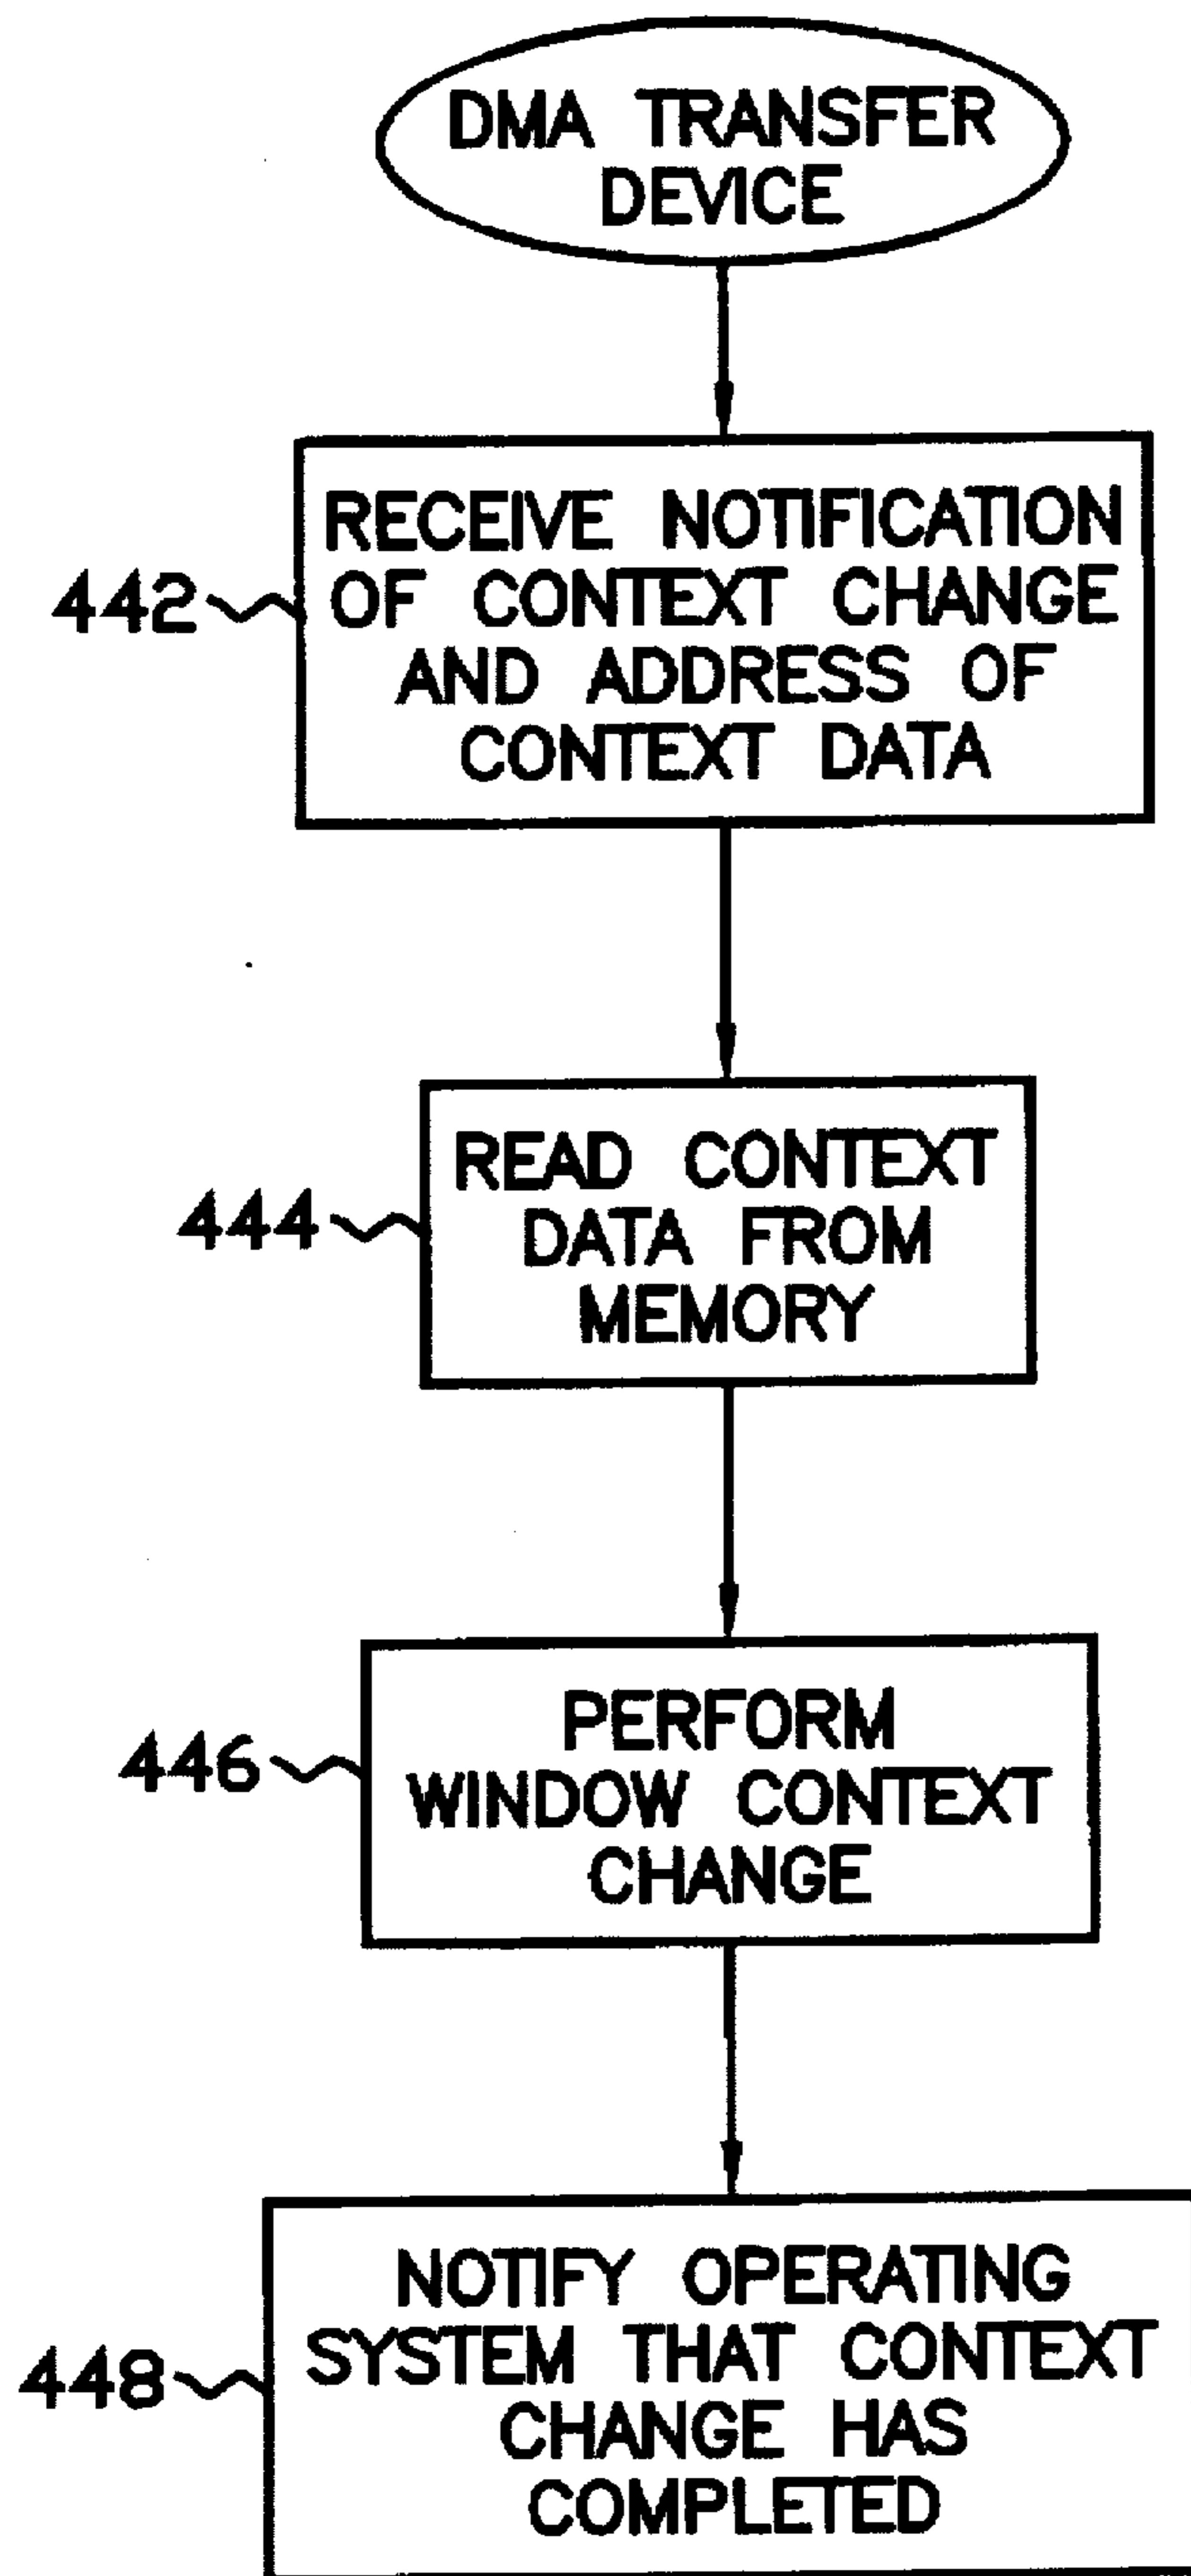 DMA TRANSFER
DEVICE
RECEIVE NOTIFICATION
OF CONTEXT CHANGE
AND ADDRESS OF
CONTEXT DATA
442
READ CONTEXT
DATA FROM
MEMORY
444
PERFORM
WINDOW CONTEXT
CHANGE
446
NOTIFY OPERATING
SYSTEM THAT CONTEXT
CHANGE HAS
COMPLETED
448